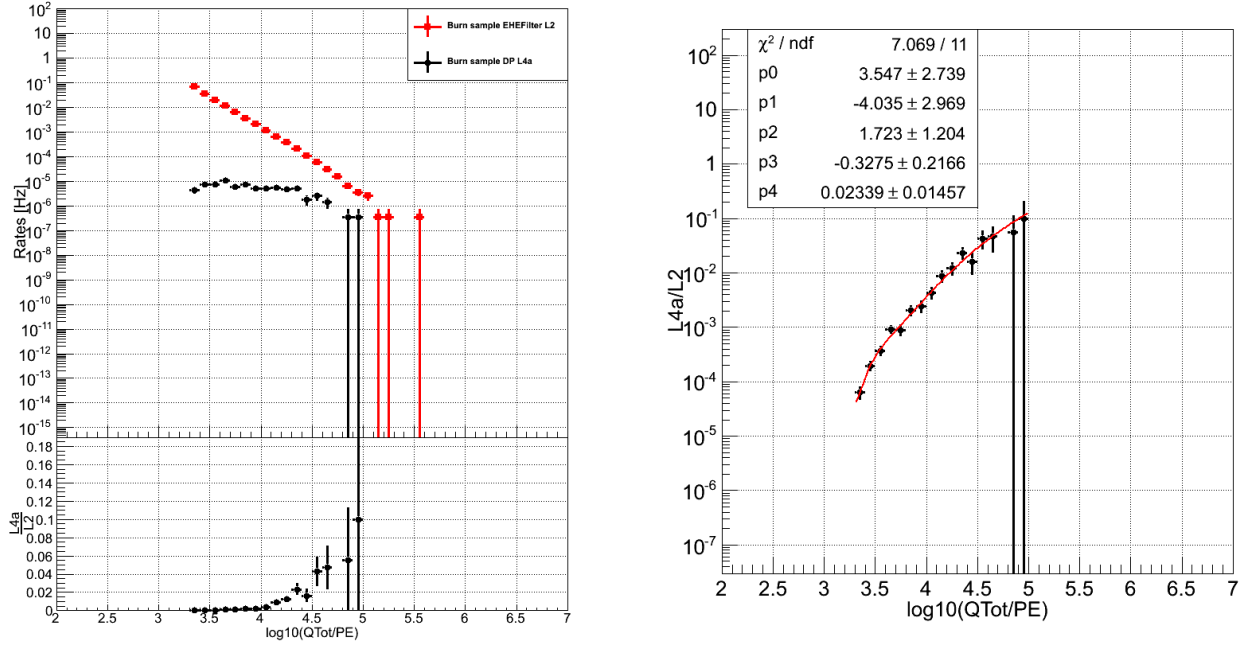 10²
10
1
10⁻¹
10⁻²
10⁻³
10⁻⁴
10⁻⁵
10⁻⁶
10⁻⁷
10⁻⁸
10⁻⁹
10⁻¹⁰
10⁻¹¹
10⁻¹²
10⁻¹³
10⁻¹⁴
10⁻¹⁵
Rates [Hz]
Burn sample EHEFilter L2
Burn sample DP L4a
0.18
0.16
0.14
0.12
0.1
0.08
0.06
0.04
0.02
0
L4a
L2
2 2.5 3 3.5 4 4.5 5 5.5 6 6.5 7
log10(QTot/PE)
χ² / ndf 7.069 / 11
p0 3.547 ± 2.739
p1 -4.035 ± 2.969
p2 1.723 ± 1.204
p3 -0.3275 ± 0.2166
p4 0.02339 ± 0.01457
10²
10
1
10⁻¹
10⁻²
10⁻³
10⁻⁴
10⁻⁵
10⁻⁶
10⁻⁷
L4a/L2
2 2.5 3 3.5 4 4.5 5 5.5 6 6.5 7
log10(QTot/PE)